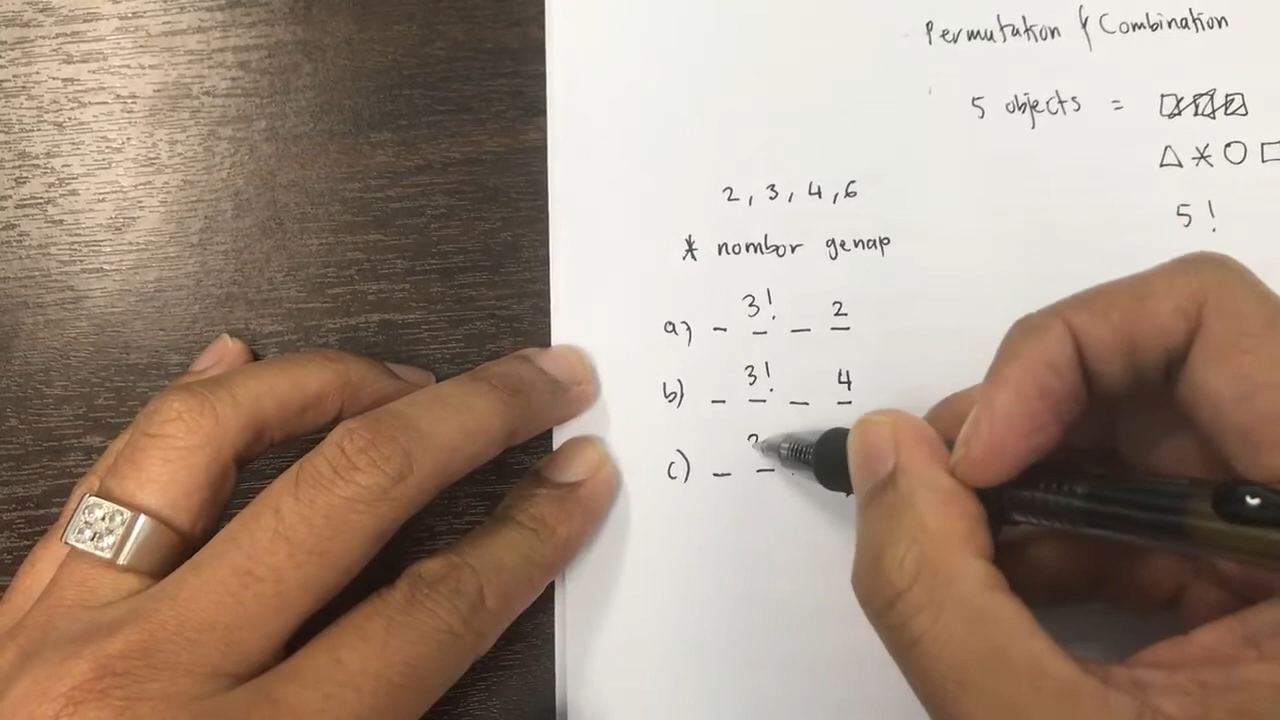 Permutation & Combination
5 objects =
5!
2, 3, 4, 6
* nombor genap
a) _ 3! _ 2
b) _ 3! _ 4
c) _ _